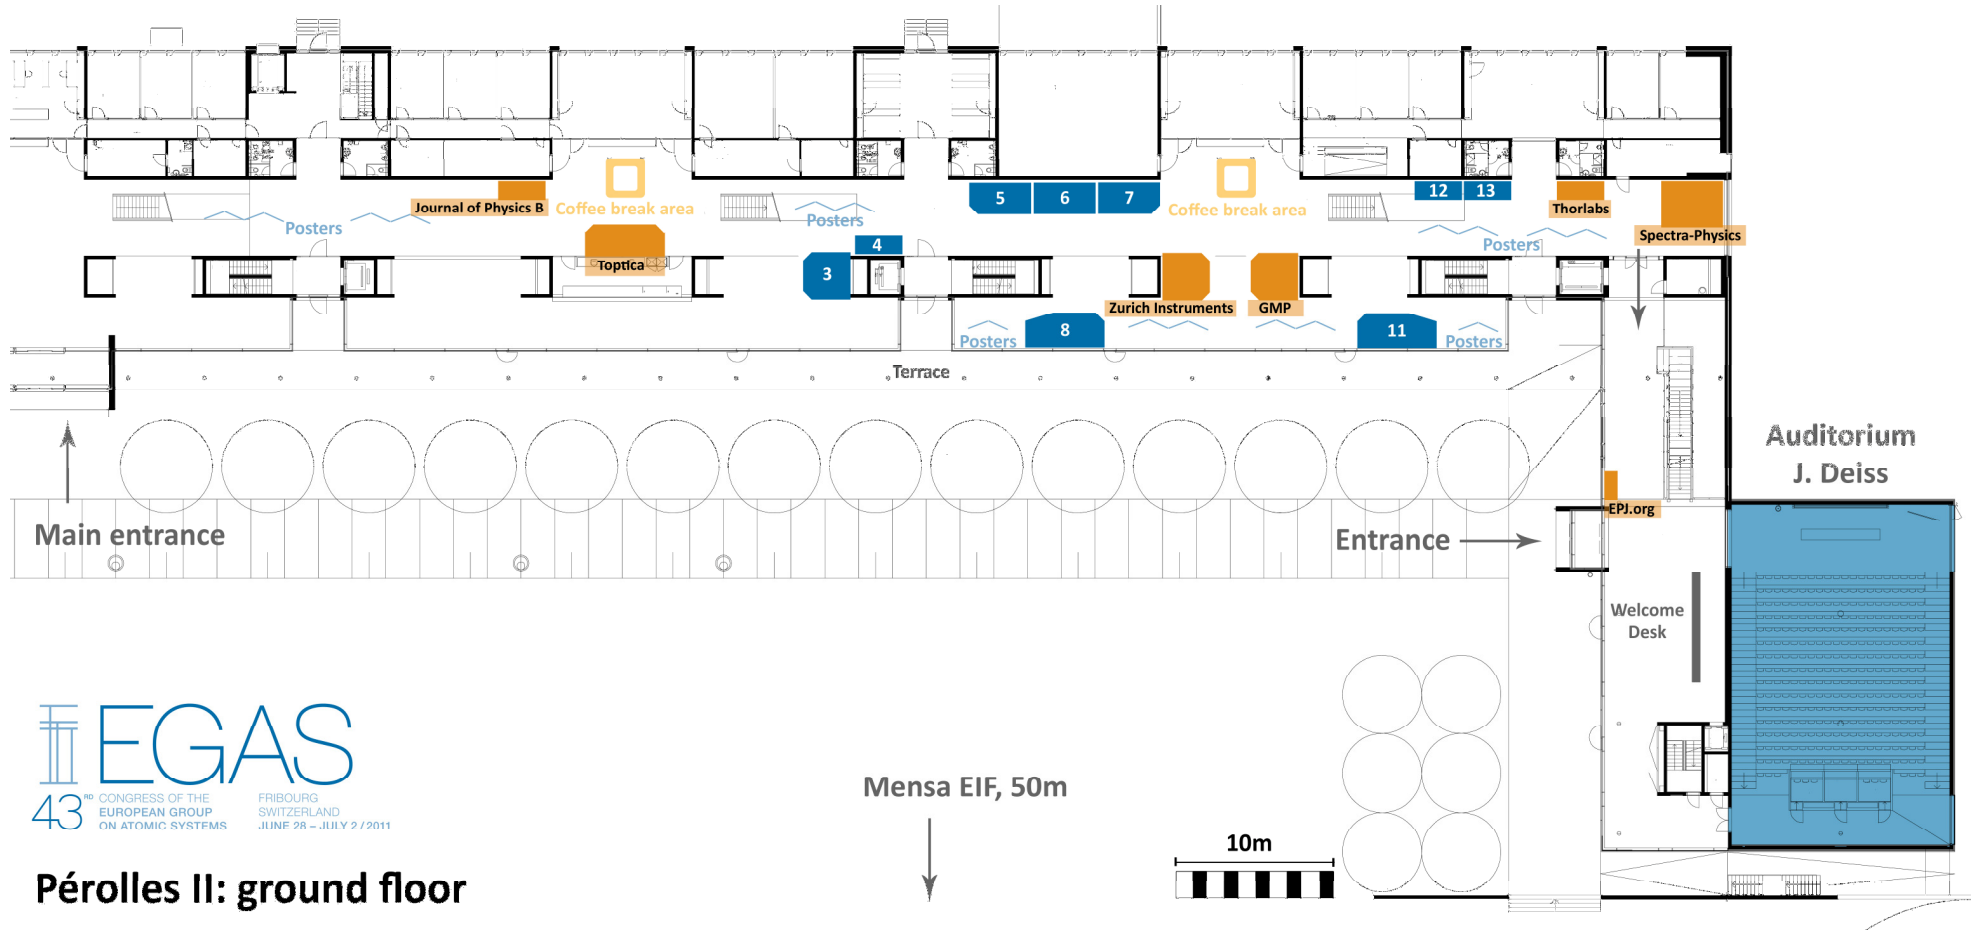 5
6
7
12
13
Journal of Physics B
Coffee break area
Coffee break area
Thorlabs
Posters
Posters
Posters
Spectra-Physics
4
Toptica
3
Zurich Instruments
GMP
Posters
8
11
Posters
Terrace
Auditorium
J. Deiss
EPJ.org
Main entrance
Entrance
Welcome
Desk
EGAS
43RD
CONGRESS OF THE
EUROPEAN GROUP
ON ATOMIC SYSTEMS
FRIBOURG
SWITZERLAND
JUNE 28 – JULY 2 / 2011
Mensa EIF, 50m
10m
Pérolles II: ground floor